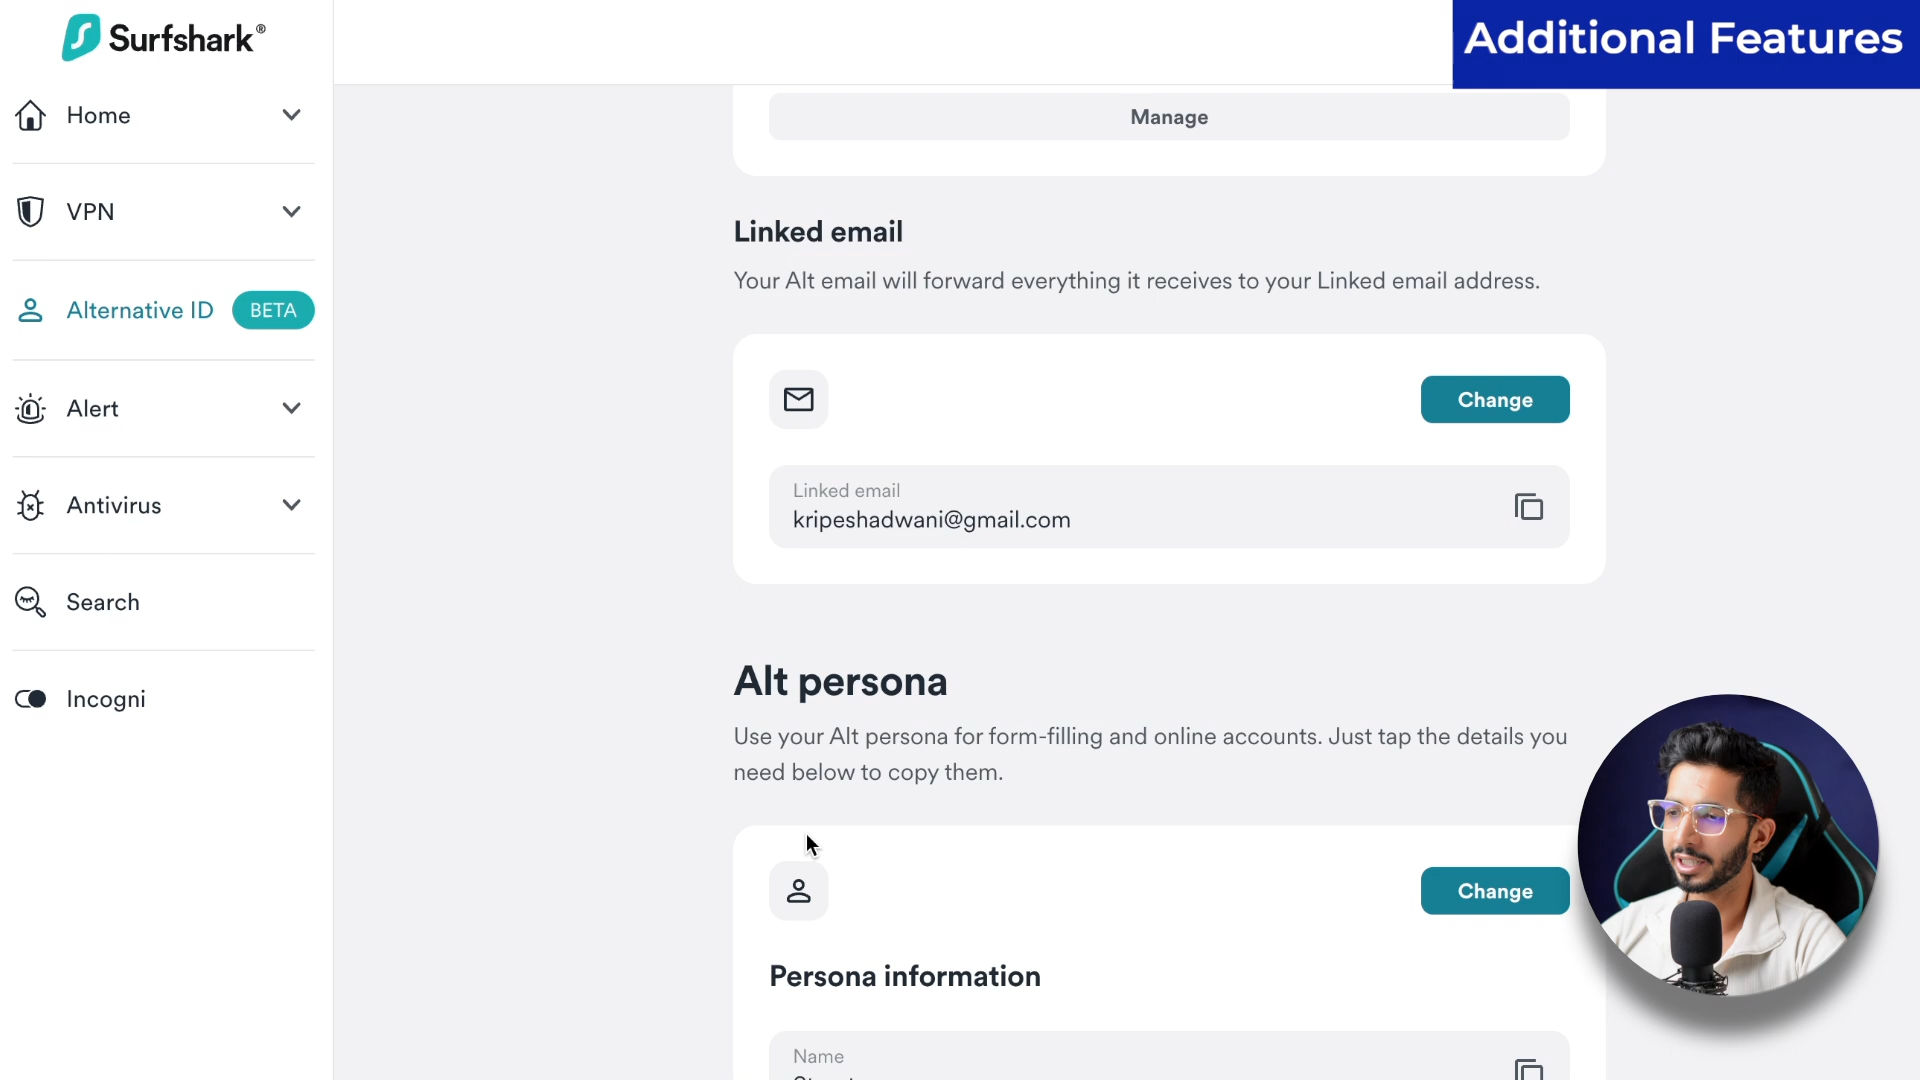 Surfshark®
Additional Features
Home
VPN
Alternative ID BETA
Alert
Antivirus
Search
Incogni
Manage
Linked email
Your Alt email will forward everything it receives to your Linked email address.
Change
Linked email
kripeshadwani@gmail.com
Alt persona
Use your Alt persona for form-filling and online accounts. Just tap the details you
need below to copy them.
Change
Persona information
Name